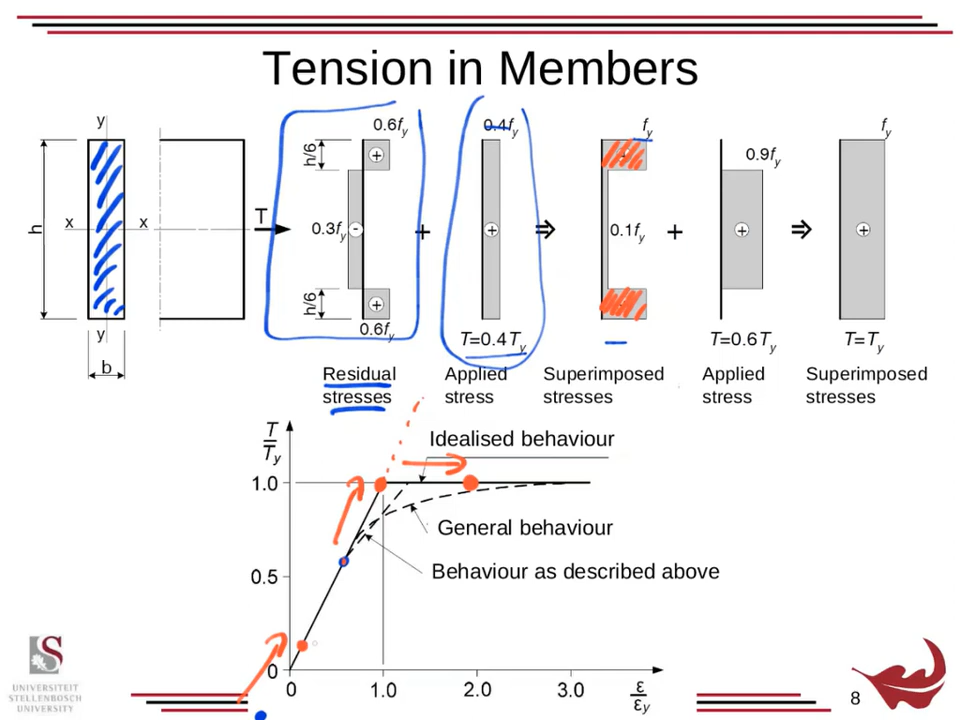 Tension in Members
y
0.6fy
0.4fy
fy
fy
h/6
0.9fy
+
+
h
x
x
T
0.3fy
-
+
+
⇒
0.1fy
+
+
⇒
+
h/6
+
+
y
0.6fy
T=0.4Ty
T=0.6Ty
T=Ty
b
Residual
stresses
Applied
stress
Superimposed
stresses
Applied
stress
Superimposed
stresses
T
Ty
Idealised behaviour
1.0
General behaviour
0.5
Behaviour as described above
0
0
1.0
2.0
3.0
ε
εy
UNIVERSITEIT
STELLENBOSCH
UNIVERSITY
8